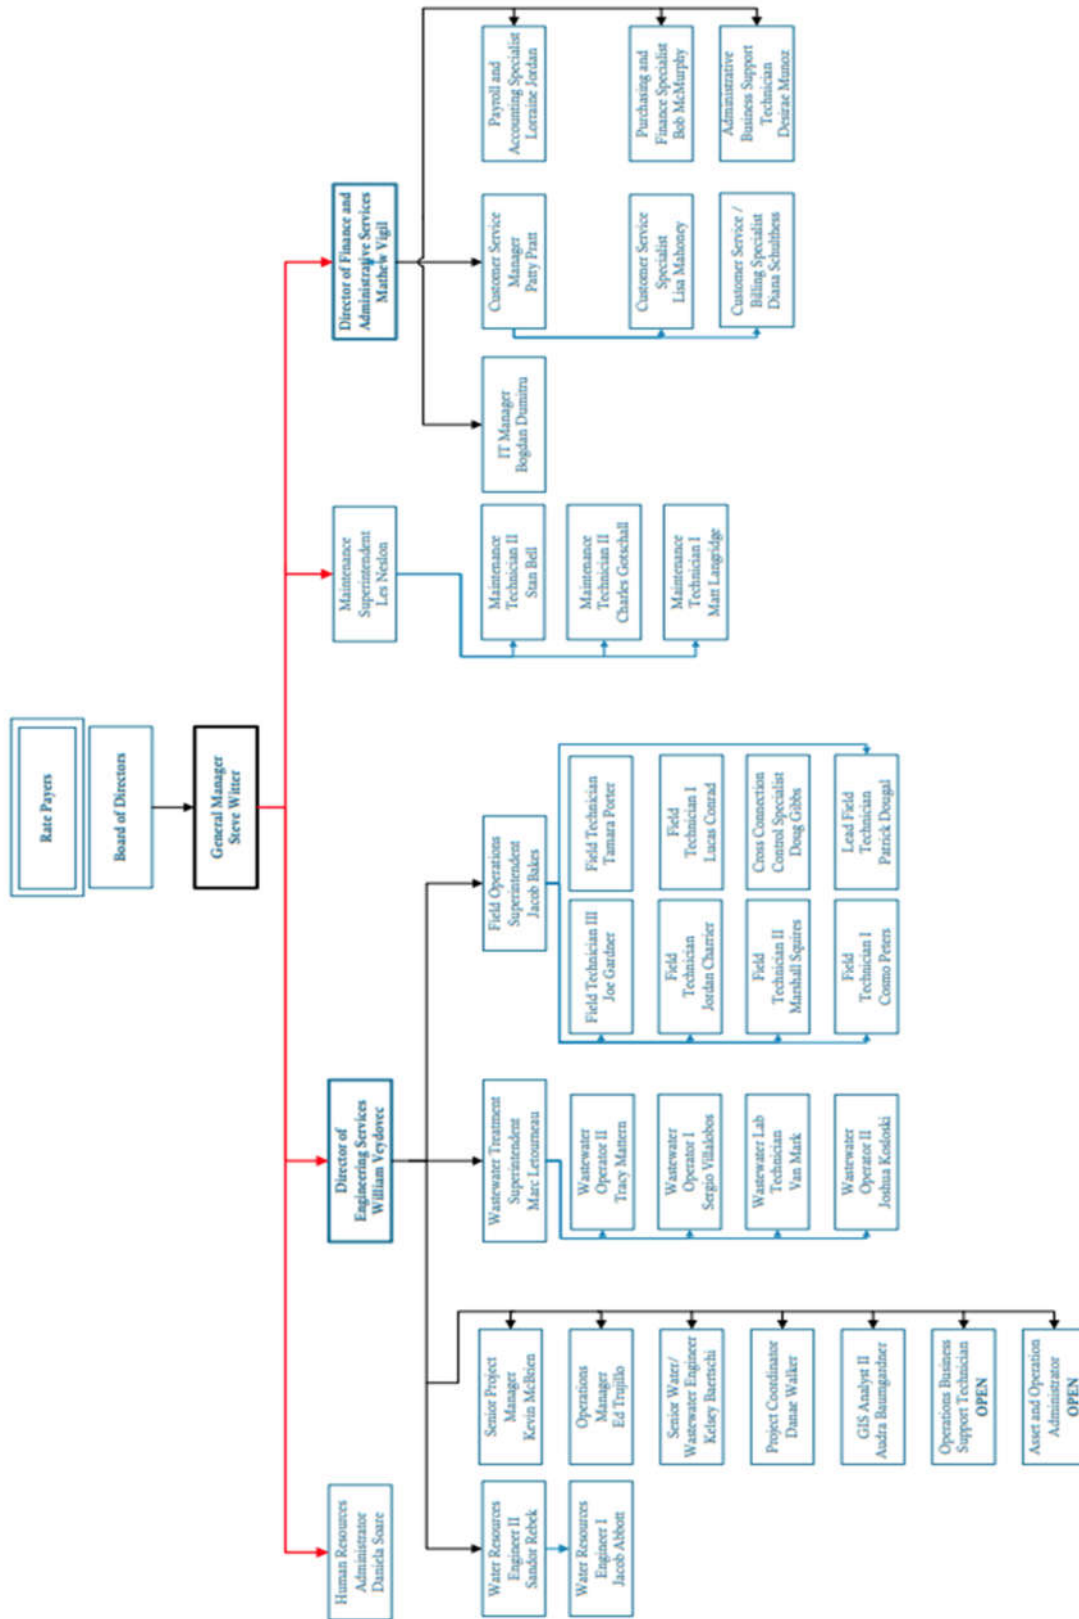 Rate Payers
Board of Directors
General Manager
Steve Witter
Human Resources
Administrator
Daniela Soare
Director of
Engineering Services
William Veydovec
Maintenance
Superintendent
Les Neslon
Director of Finance and
Administrative Services
Mathew Vigil
Water Resources
Engineer II
Sandor Rebek
Water Resources
Engineer I
Jacob Abbott
Senior Project
Manager
Kevin McBrien
Operations
Manager
Ed Trujillo
Senior Water/
Wastewater Engineer
Kelsey Baertschi
Project Coordinator
Danae Walker
GIS Analyst II
Audra Baumgardner
Operations Business
Support Technician
OPEN
Asset and Operation
Administrator
OPEN
Wastewater Treatment
Superintendent
Marc Letourneau
Wastewater
Operator II
Tracy Mattern
Wastewater
Operator I
Sergio Villalobos
Wastewater Lab
Technician
Van Mark
Wastewater
Operator II
Joshua Kosloski
Field Operations
Superintendent
Jacob Bakes
Field Technician III
Joe Gardner
Field
Technician
Jordan Charrier
Field
Technician II
Marshall Squires
Field
Technician I
Cosmo Peters
Field Technician
Tamara Porter
Field
Technician I
Lucas Conrad
Cross Connection
Control Specialist
Doug Gibbs
Lead Field
Technician
Patrick Dougal
Maintenance
Technician II
Stan Bell
Maintenance
Technician II
Charles Gotschall
Maintenance
Technician I
Matt Langridge
IT Manager
Bogdan Dumitru
Customer Service
Manager
Patty Pratt
Customer Service
Specialist
Lisa Mahoney
Customer Service /
Billing Specialist
Diana Schulthess
Payroll and
Accounting Specialist
Lorraine Jordan
Purchasing and
Finance Specialist
Bob McMurphy
Administrative
Business Support
Technician
Desirae Munoz